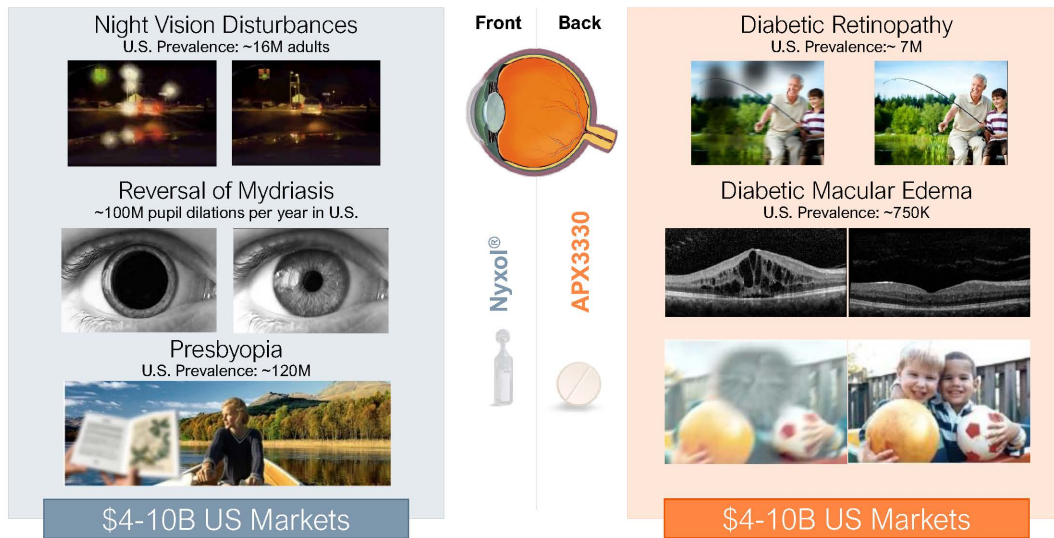 Night Vision Disturbances
U.S. Prevalence: ~16M adults
Reversal of Mydriasis
~100M pupil dilations per year in U.S.
Presbyopia
U.S. Prevalence: ~120M
$4-10B US Markets
Front
Back
Nyxol®
APX3330
Diabetic Retinopathy
U.S. Prevalence:~ 7M
Diabetic Macular Edema
U.S. Prevalence: ~750K
$4-10B US Markets